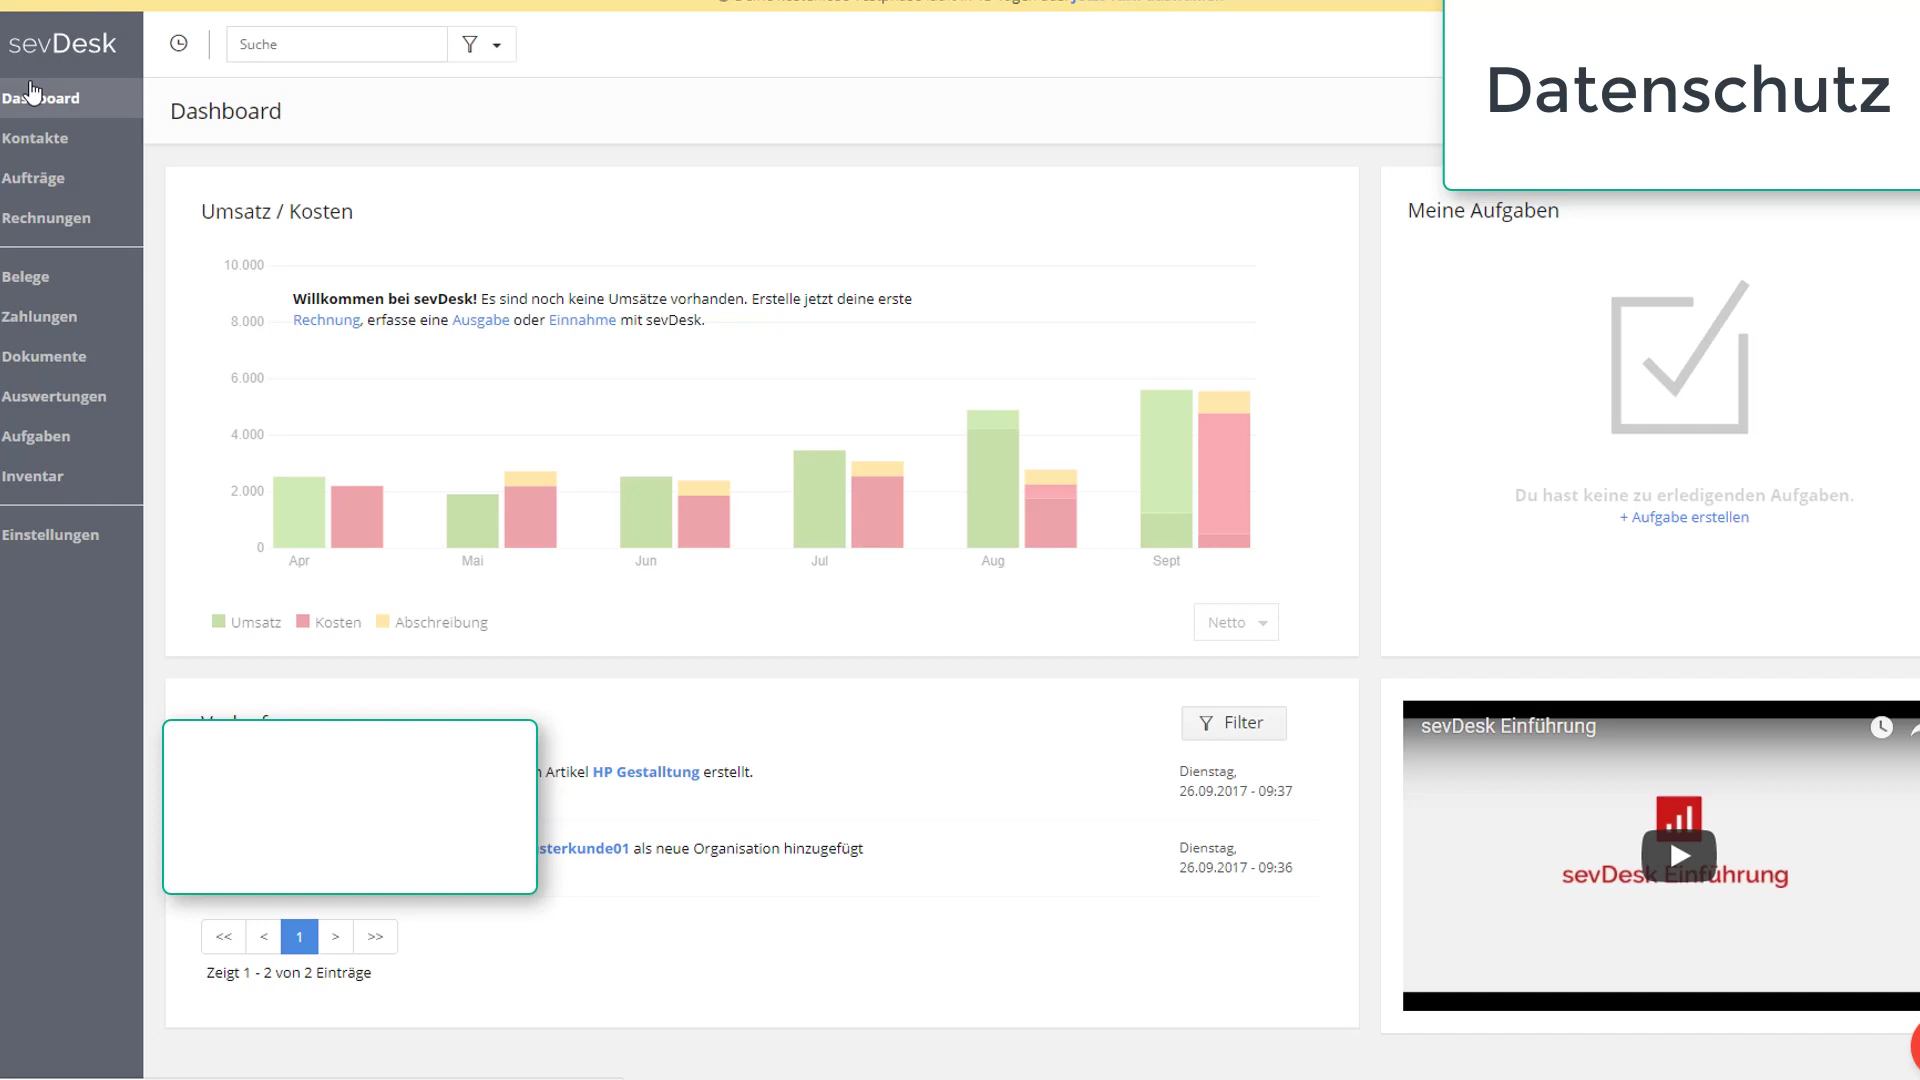 sevDesk
Suche
Datenschutz
Dashboard
Kontakte
Aufträge
Rechnungen
Belege
Zahlungen
Dokumente
Auswertungen
Aufgaben
Inventar
Einstellungen
Dashboard
Umsatz / Kosten
10.000
Willkommen bei sevDesk! Es sind noch keine Umsätze vorhanden. Erstelle jetzt deine erste
8.000
Rechnung, erfasse eine Ausgabe oder Einnahme mit sevDesk.
6.000
4.000
2.000
0
Apr Mai Jun Jul Aug Sept
Umsatz Kosten Abschreibung
Netto
Meine Aufgaben
Du hast keine zu erledigenden Aufgaben.
+ Aufgabe erstellen
Filter
Artikel HP Gestalltung erstellt.
Dienstag,
26.09.2017 - 09:37
sterkunde01 als neue Organisation hinzugefügt
Dienstag,
26.09.2017 - 09:36
<< < 1 > >>
Zeigt 1 - 2 von 2 Einträge
sevDesk Einführung
sevDesk Einführung